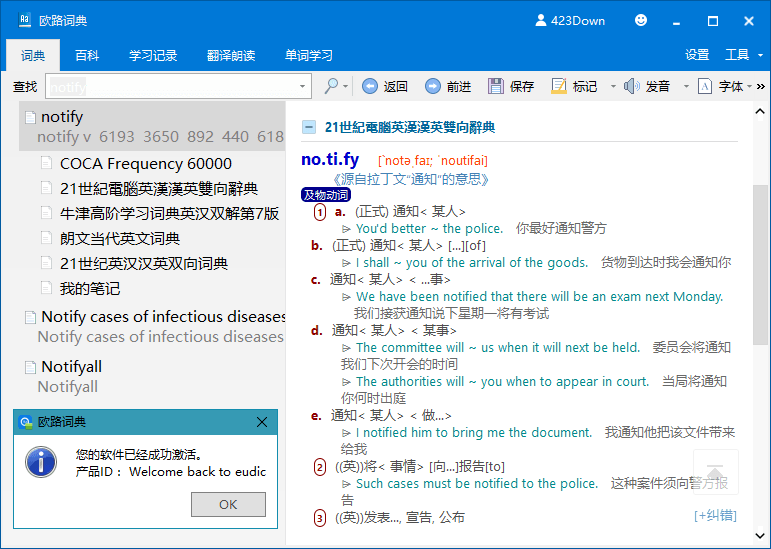 欧路词典
423Down
词典 百科 学习记录 翻译朗读 单词学习 设置 工具
查找 notify 返回 前进 保存 标记 发音 字体 »
notify
notify v 6193 3650 892 440 618
COCA Frequency 60000
21世紀電腦英漢漢英雙向辭典
牛津高阶学习词典英汉双解第7版
朗文当代英文词典
21世纪英汉汉英双向词典
我的笔记
Notify cases of infectious diseases
Notify cases of infectious diseases
Notifyall
Notifyall
欧路词典
您的软件已经成功激活。
产品ID： Welcome back to eudic
OK
21世紀電腦英漢漢英雙向辭典
no.ti.fy [ˋnotəˏfaɪ; ˈnoutifai]
《源自拉丁文“通知”的意思》
及物动词
1 a. (正式) 通知< 某人>
You'd better ~ the police. 你最好通知警方
b. (正式) 通知< 某人> [...][of]
I shall ~ you of the arrival of the goods. 货物到达时我会通知你
c. 通知< 某人> < ...事>
We have been notified that there will be an exam next Monday.
我们接获通知说下星期一将有考试
d. 通知< 某人> < 某事>
The committee will ~ us when it will next be held. 委员会将通知
我们下次开会的时间
The authorities will ~ you when to appear in court. 当局将通知
你何时出庭
e. 通知< 某人> < 做...>
I notified him to bring me the document. 我通知他把该文件带来
给我
2 ((英))将< 事情> [向...]报告[to]
Such cases must be notified to the police. 这种案件须向警方报
告
3 ((英))发表..., 宣告, 公布
[+纠错]